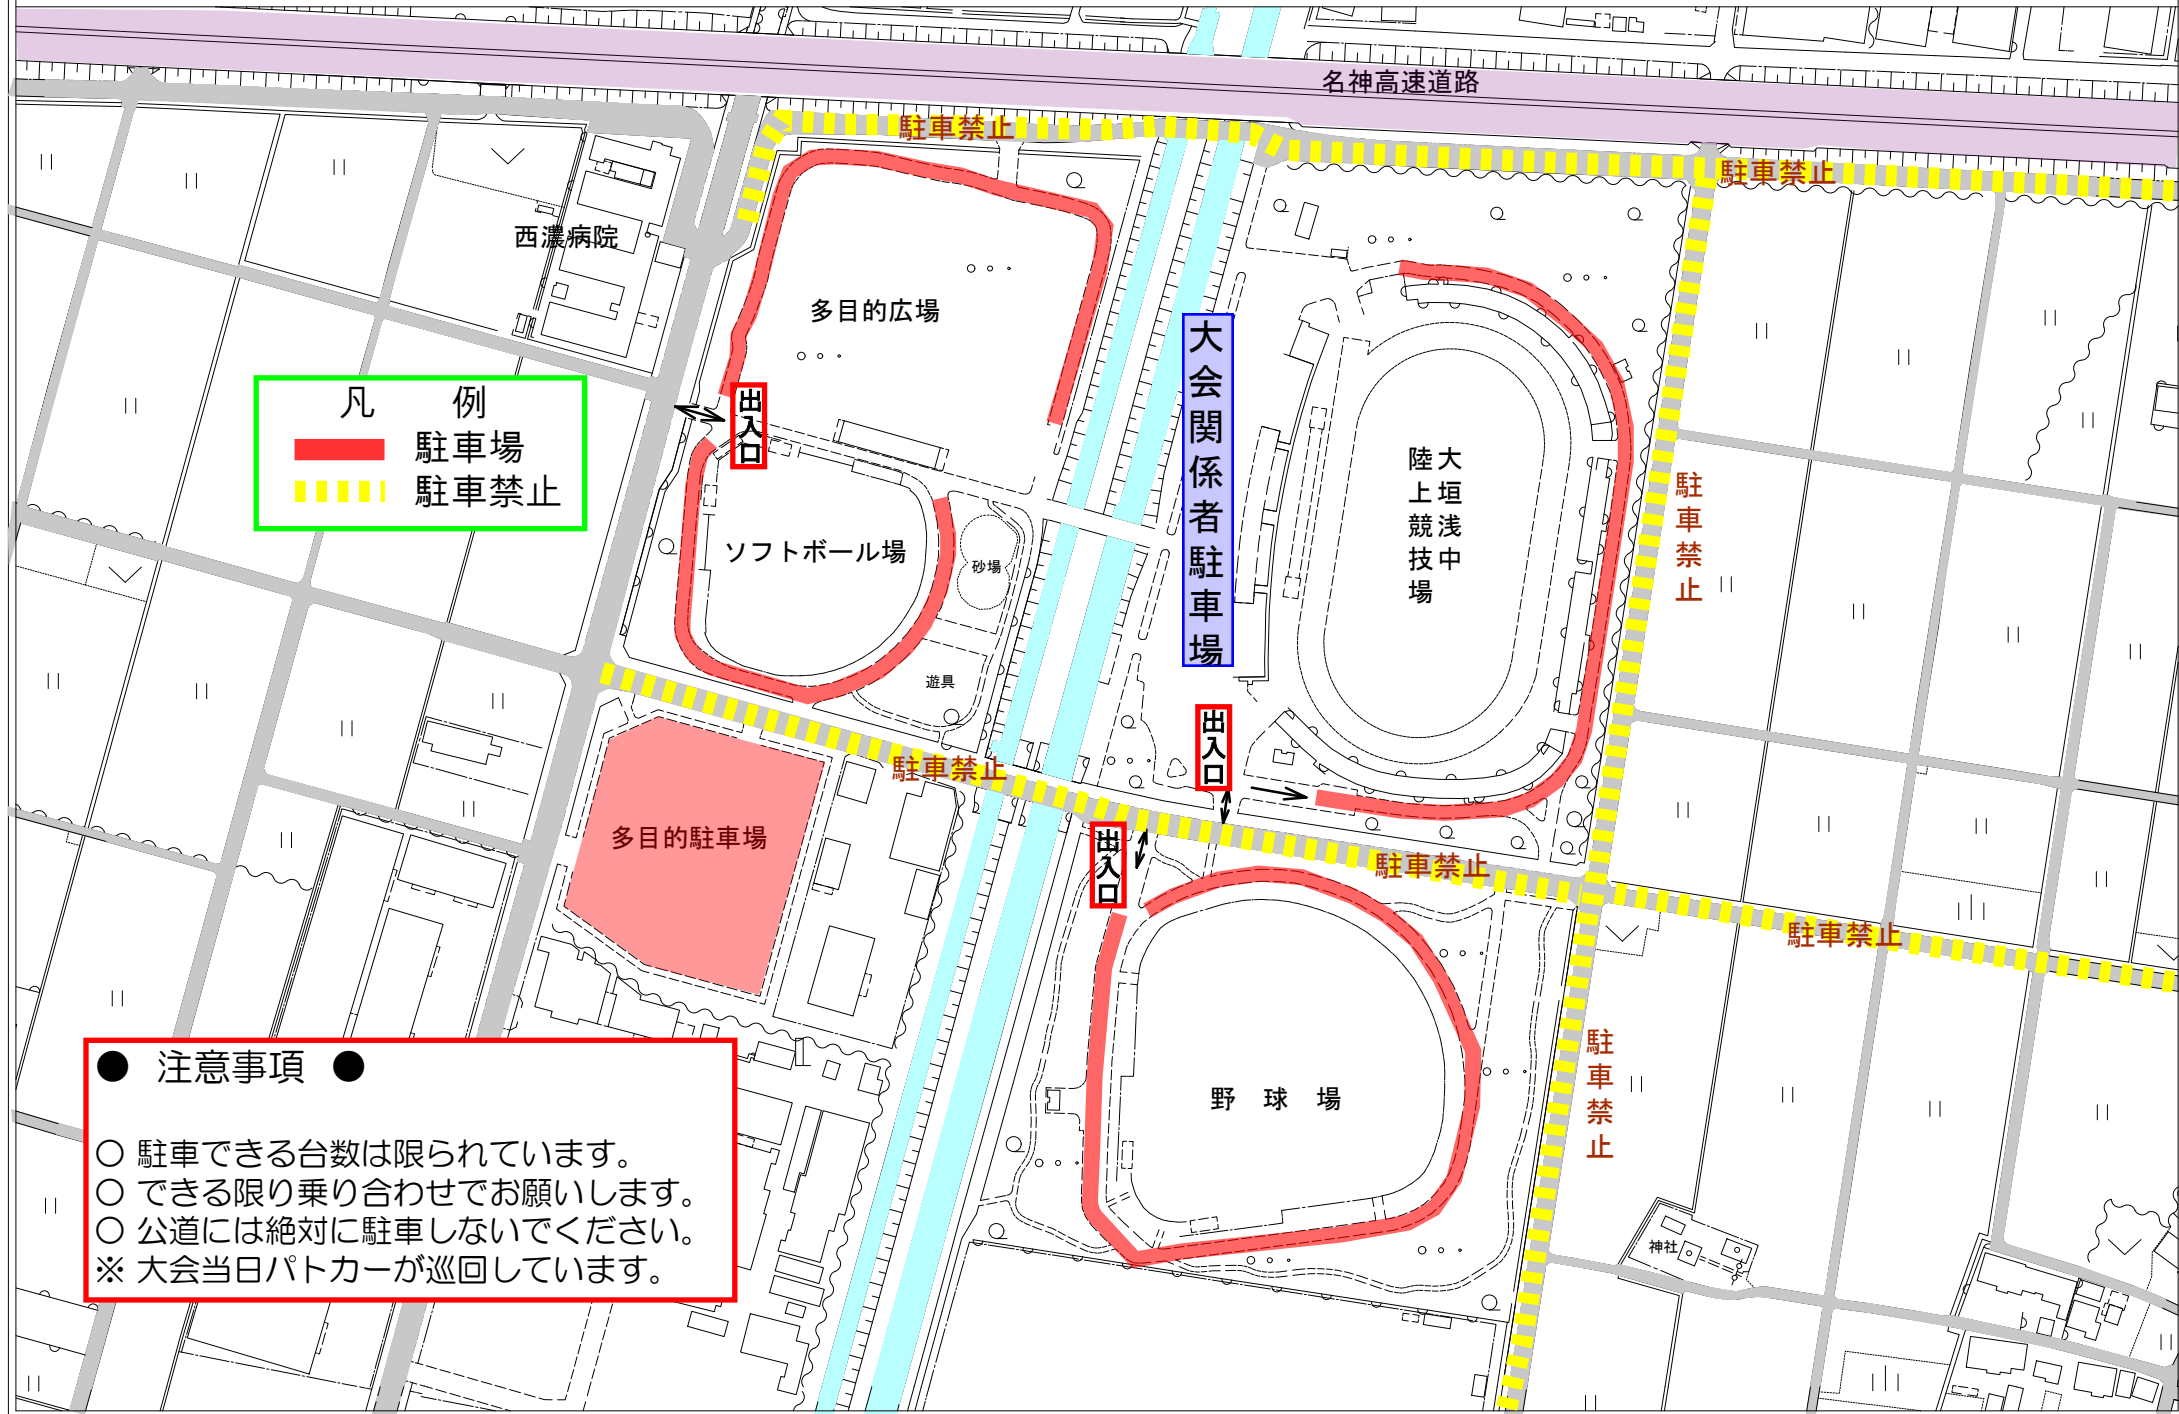 名神高速道路
駐車禁止
駐車禁止
西濃病院
多目的広場
大会関係者駐車場
凡 例
駐車場
駐車禁止
出入口
大垣浅中
陸上競技場
駐車禁止
ソフトボール場
砂場
遊具
出入口
駐車禁止
多目的駐車場
出入口
駐車禁止
駐車禁止
野 球 場
駐車禁止
神社
● 注意事項 ●
○ 駐車できる台数は限られています。
○ できる限り乗り合わせでお願いします。
○ 公道には絶対に駐車しないでください。
※ 大会当日パトカーが巡回しています。